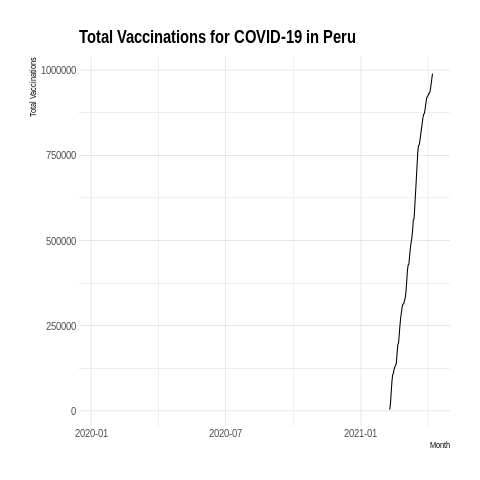 Total Vaccinations for COVID-19 in Peru
Total Vaccinations
1000000
750000
500000
250000
0
2020-01 2020-07 2021-01
Month